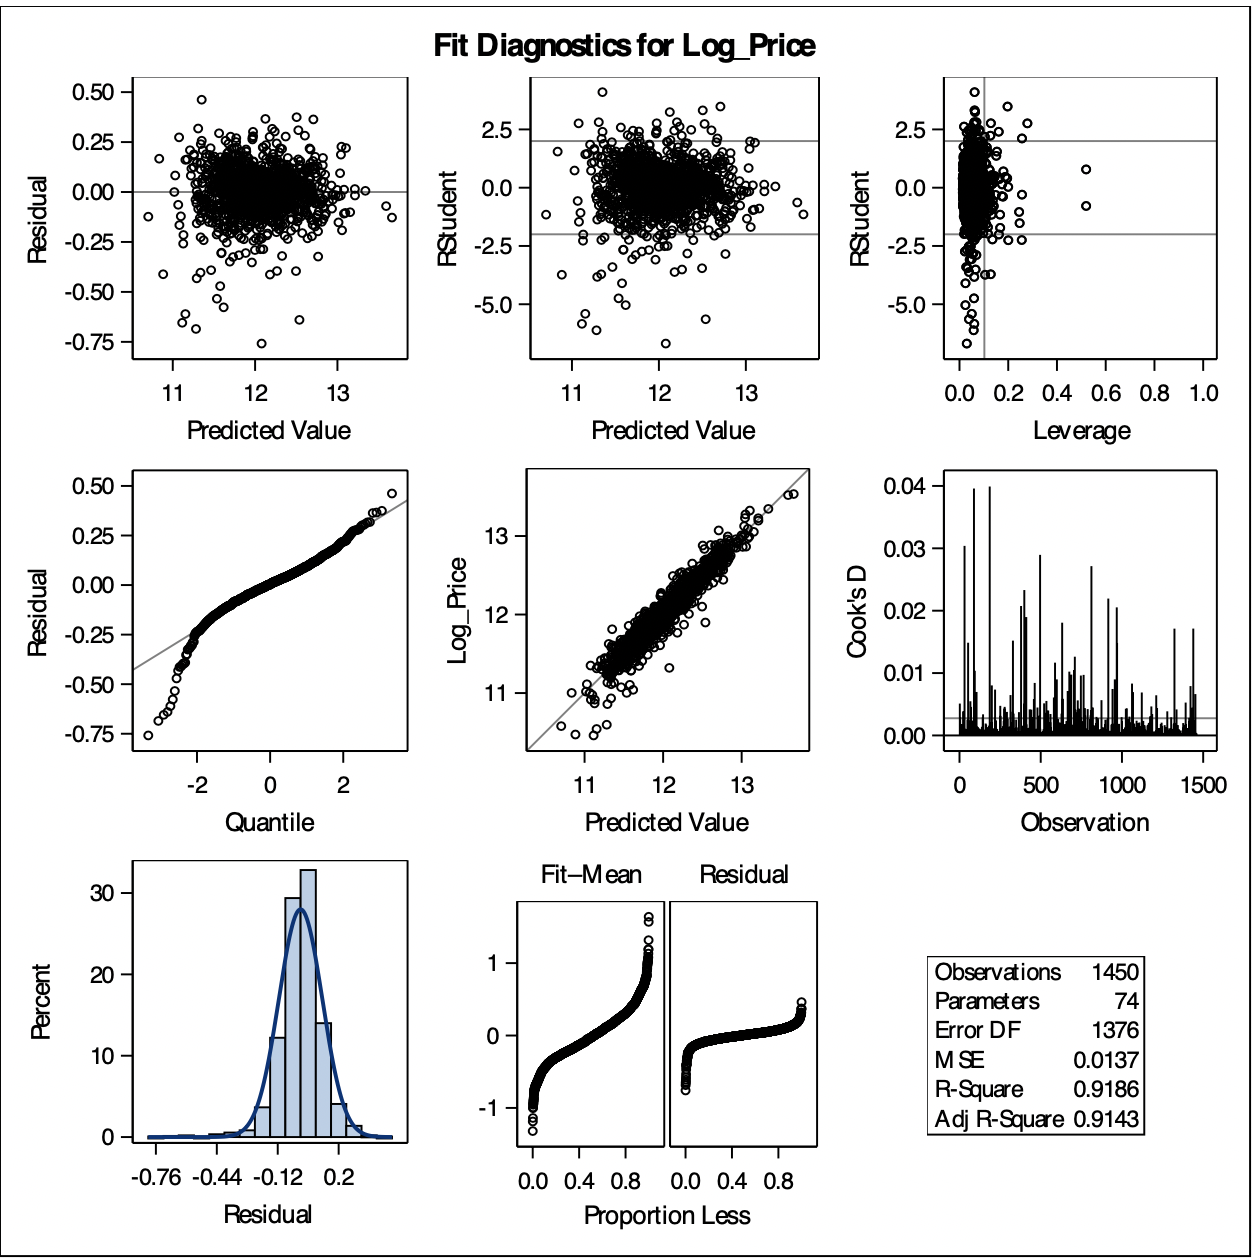 Fit Diagnostics for Log_Price
0.50
0.25
0.00
-0.25
-0.50
-0.75
Residual
11 12 13
Predicted Value
2.5
0.0
-2.5
-5.0
RStudent
11 12 13
Predicted Value
2.5
0.0
-2.5
-5.0
RStudent
0.0 0.2 0.4 0.6 0.8 1.0
Leverage
0.50
0.25
0.00
-0.25
-0.50
-0.75
Residual
-2 0 2
Quantile
13
12
11
Log_Price
11 12 13
Predicted Value
0.04
0.03
0.02
0.01
0.00
Cook's D
0 500 1000 1500
Observation
30
20
10
0
Percent
-0.76 -0.44 -0.12 0.2
Residual
Fit–Mean Residual
1
0
-1
0.0 0.4 0.8 0.0 0.4 0.8
Proportion Less
Observations 1450
Parameters 74
Error DF 1376
MSE 0.0137
R-Square 0.9186
Adj R-Square 0.9143